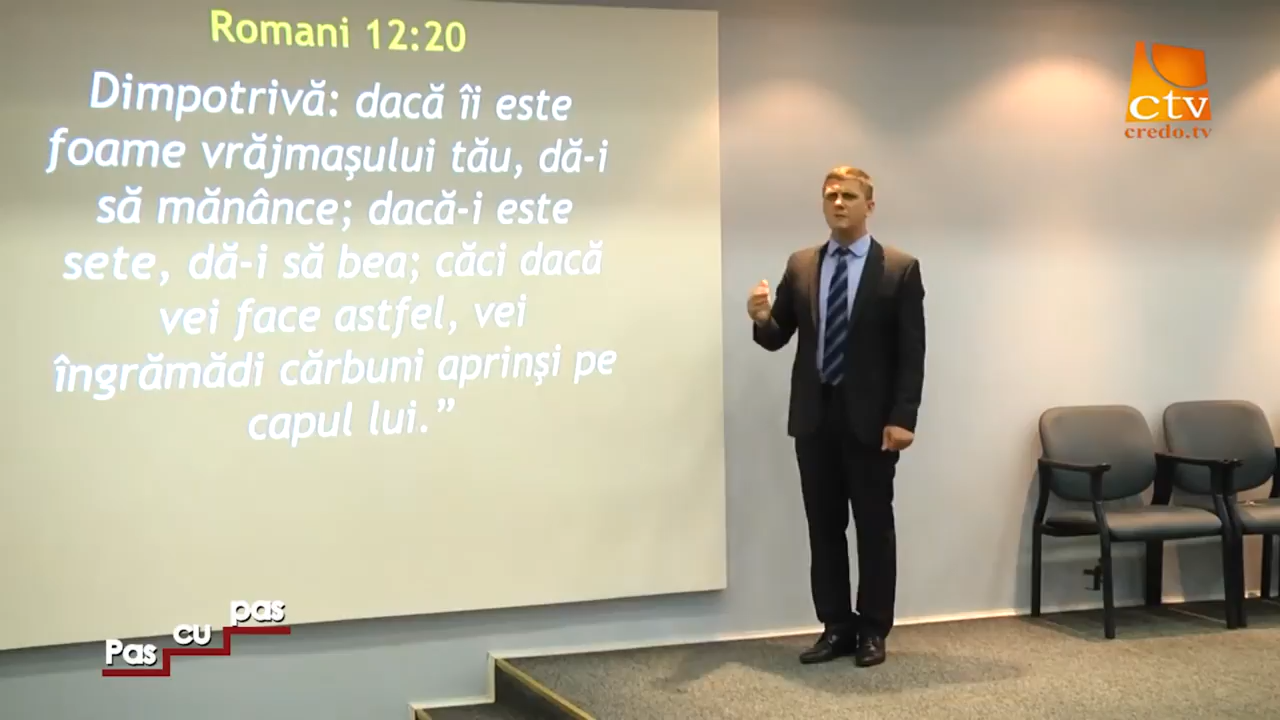 Romani 12:20
Dimpotrivă: dacă îi este
foame vrăjmaşului tău, dă-i
să mănânce; dacă-i este
sete, dă-i să bea; căci dacă
vei face astfel, vei
îngrămădi cărbuni aprinşi pe
capul lui.”
ctv
credo.tv
Pas cu pas